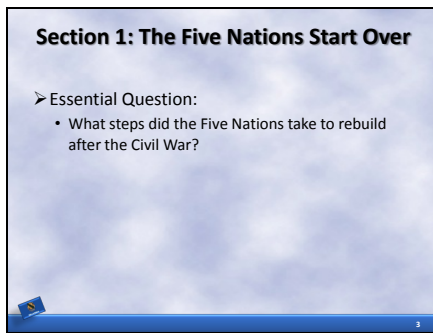 Section 1: The Five Nations Start Over
➢Essential Question:
• What steps did the Five Nations take to rebuild
after the Civil War?
3